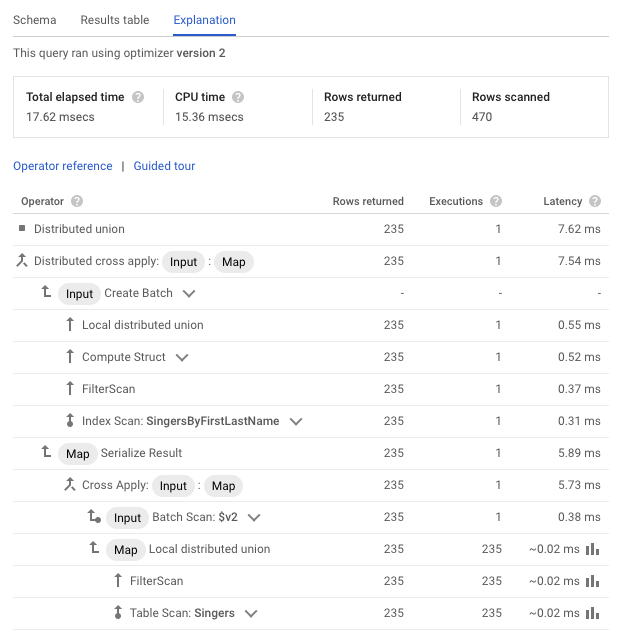 Schema Results table Explanation
This query ran using optimizer version 2
Total elapsed time ? CPU time ? Rows returned Rows scanned
17.62 msecs 15.36 msecs 235 470
Operator reference | Guided tour
Operator ? Rows returned Executions ? Latency ?
Distributed union 235 1 7.62 ms
Distributed cross apply: Input : Map 235 1 7.54 ms
Input Create Batch - - -
Local distributed union 235 1 0.55 ms
Compute Struct 235 1 0.52 ms
FilterScan 235 1 0.37 ms
Index Scan: SingersByFirstLastName 235 1 0.31 ms
Map Serialize Result 235 1 5.89 ms
Cross Apply: Input : Map 235 1 5.73 ms
Input Batch Scan: $v2 235 1 0.38 ms
Map Local distributed union 235 235 ~0.02 ms
FilterScan 235 235 ~0.02 ms
Table Scan: Singers 235 235 ~0.02 ms